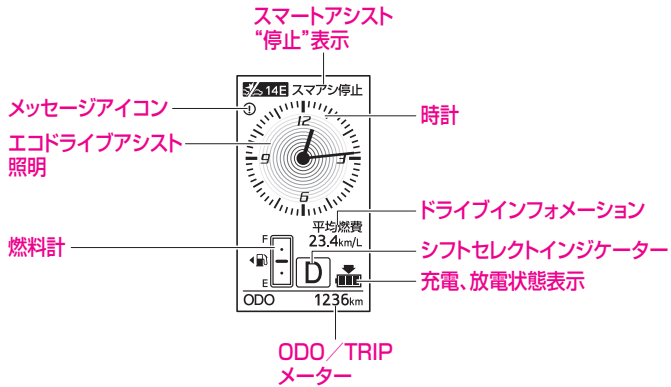 スマートアシスト
“停止”表示
14E スマアシ停止
メッセージアイコン
時計
エコドライブアシスト
照明
12
9
3
6
ドライブインフォメーション
平均燃費
23.4km/L
燃料計
F
E
D
シフトセレクトインジケーター
充電、放電状態表示
ODO 1236km
ODO/TRIP
メーター